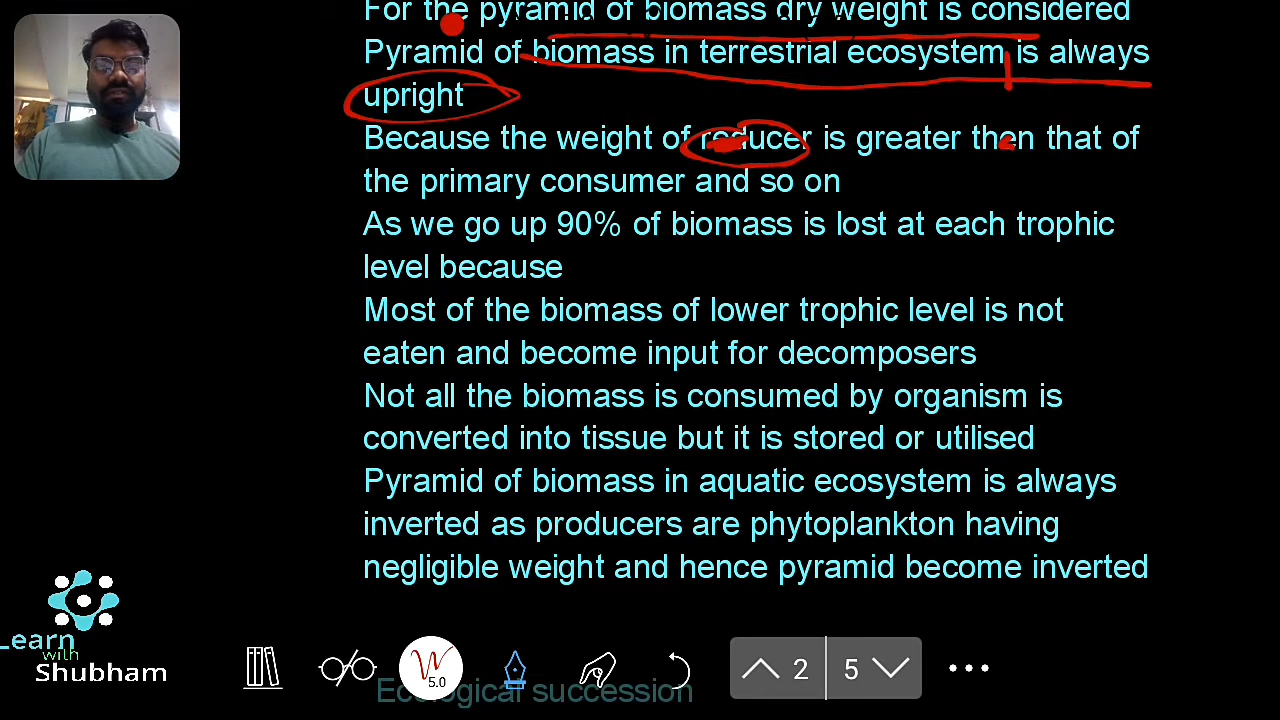 For the pyramid of biomass dry weight is considered
Pyramid of biomass in terrestrial ecosystem is always
upright
Because the weight of reducer is greater then that of
the primary consumer and so on
As we go up 90% of biomass is lost at each trophic
level because
Most of the biomass of lower trophic level is not
eaten and become input for decomposers
Not all the biomass is consumed by organism is
converted into tissue but it is stored or utilised
Pyramid of biomass in aquatic ecosystem is always
inverted as producers are phytoplankton having
negligible weight and hence pyramid become inverted
Learn
with
Shubham
5.0
2 5
Ecological succession